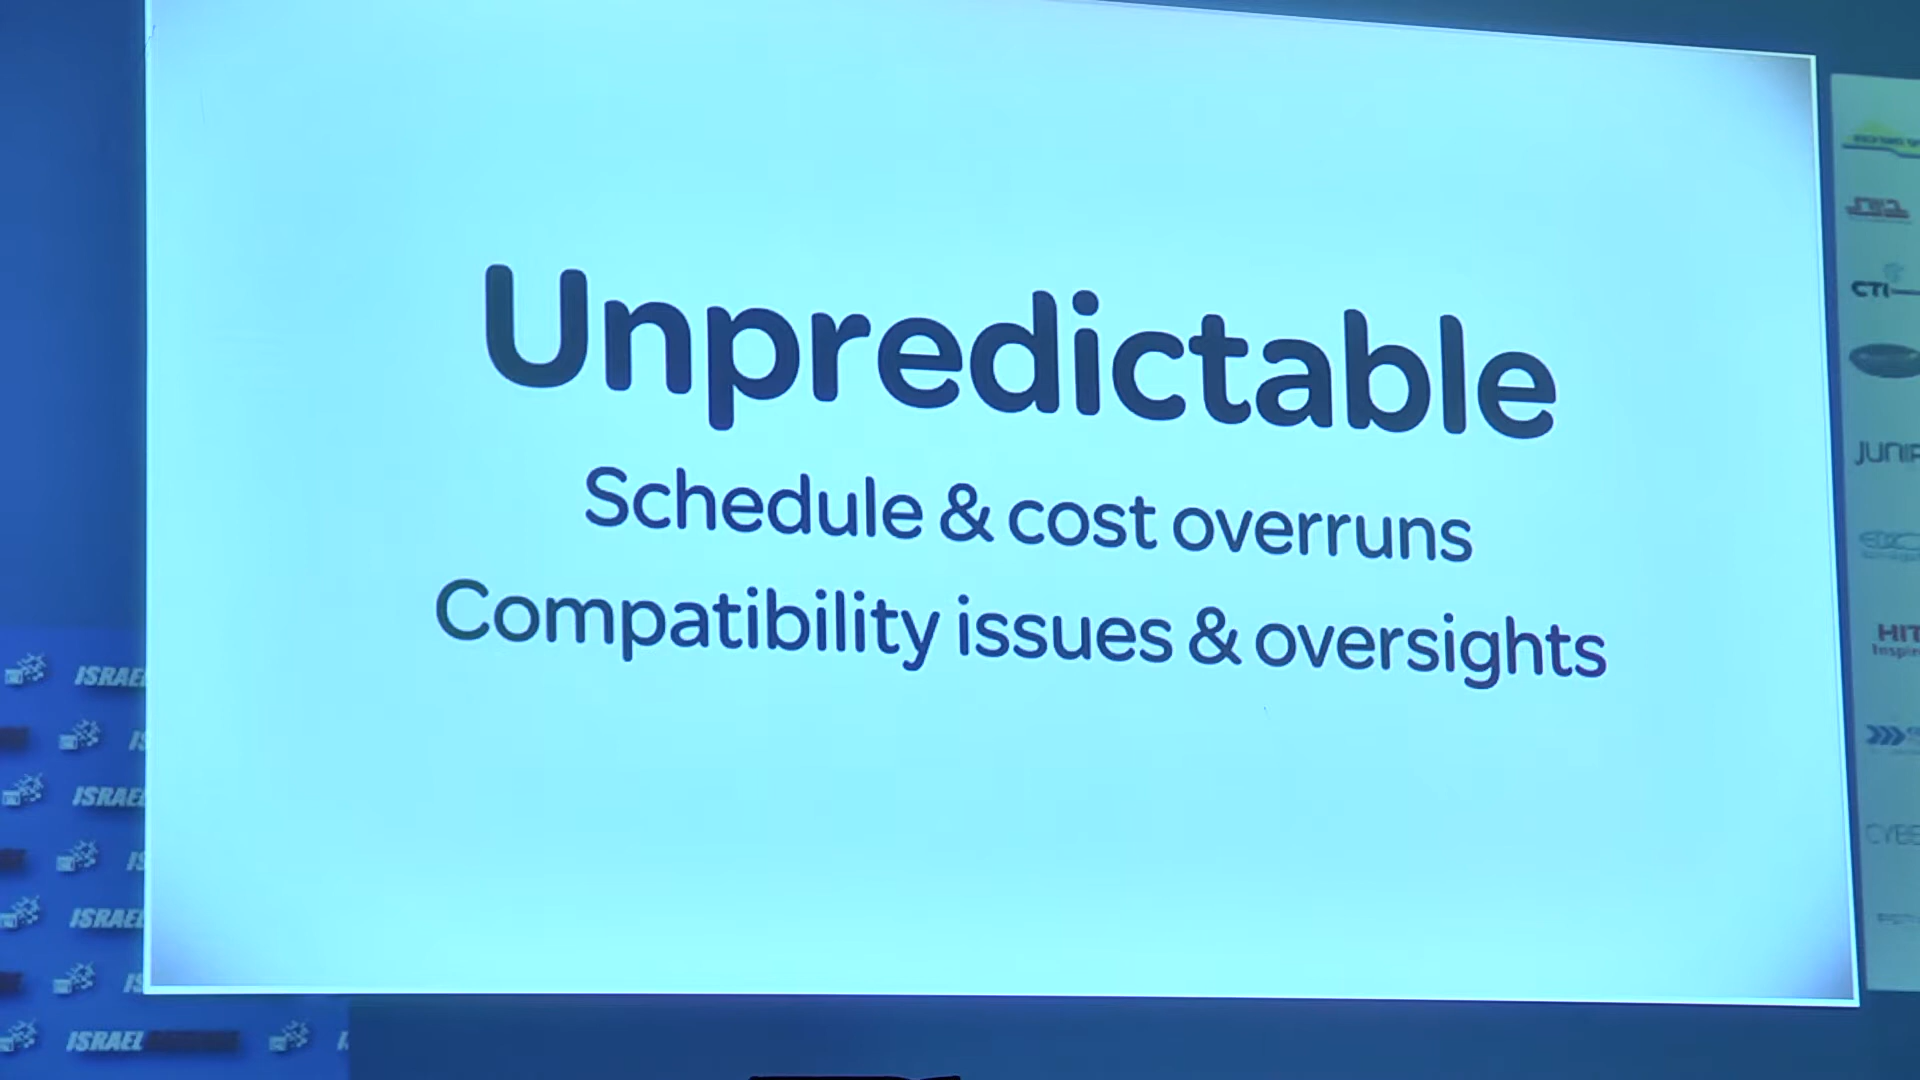 Unpredictable
Schedule & cost overruns
Compatibility issues & oversights
ISRAEL
ISRAEL
ISRAEL
ISRAEL
CTI